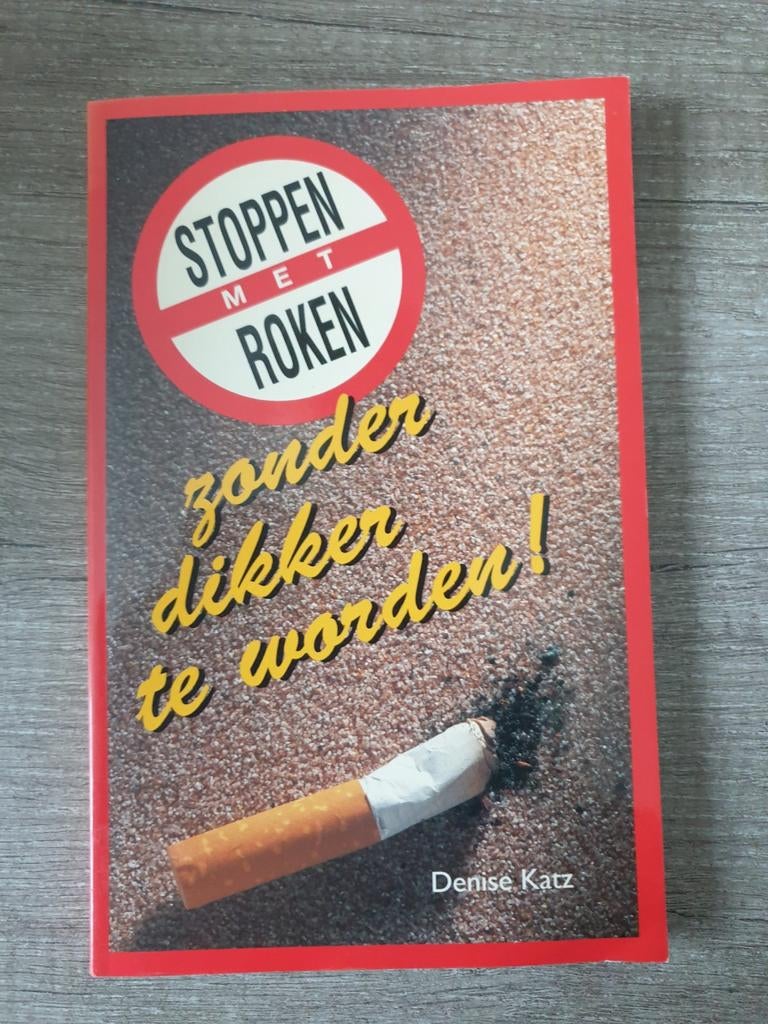 STOPPEN
MET
ROKEN
zonder
dikker
te worden!
Denise Katz